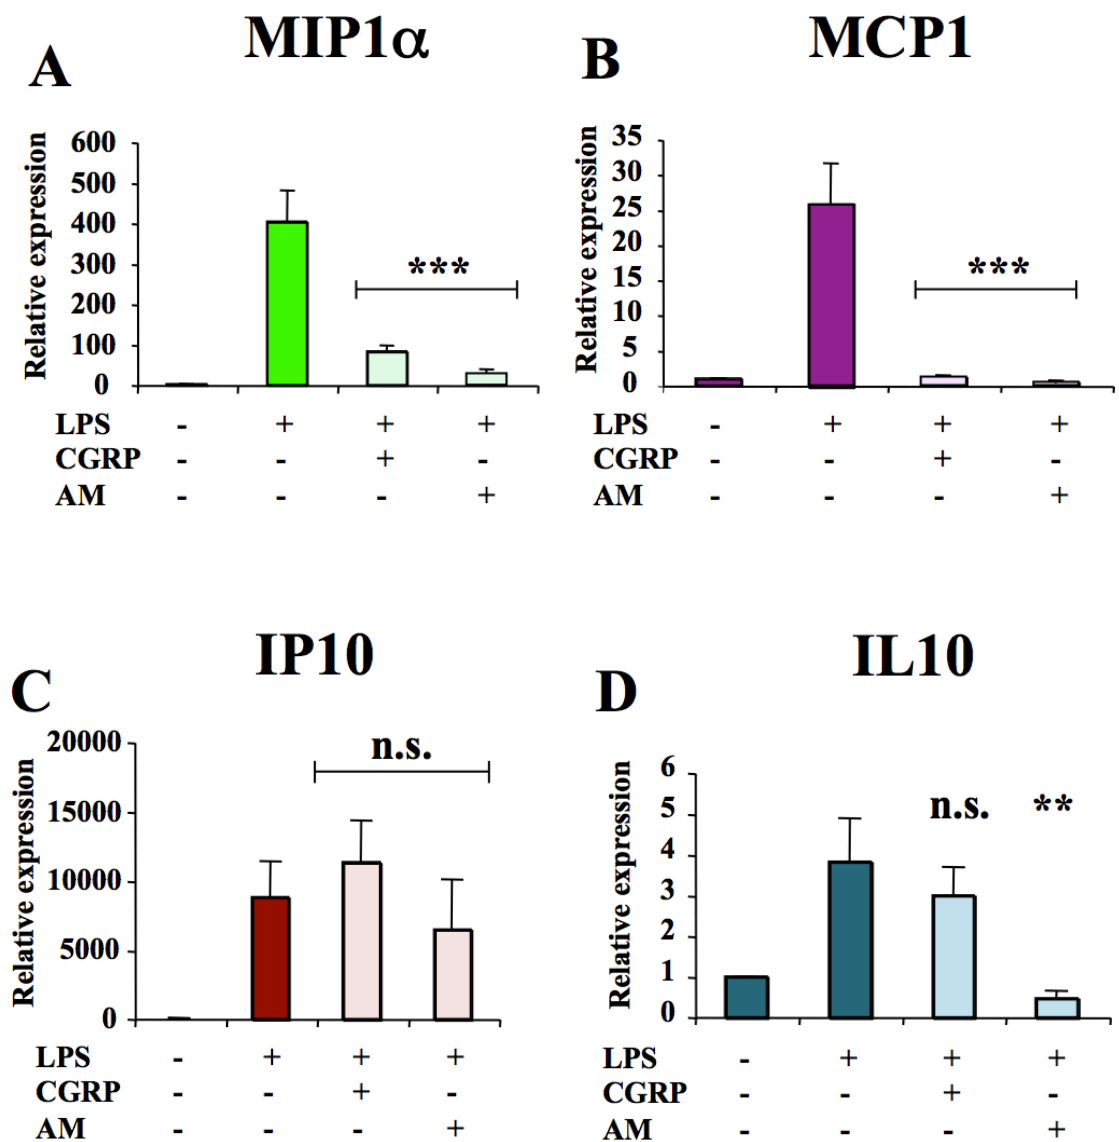 A
MIP1α
Relative expression
600
500
400
300
200
100
0
***
LPS - + + +
CGRP - - + -
AM - - - +
B
MCP1
Relative expression
35
30
25
20
15
10
5
0
***
LPS - + + +
CGRP - - + -
AM - - - +
C
IP10
Relative expression
20000
15000
10000
5000
0
n.s.
LPS - + + +
CGRP - - + -
AM - - - +
D
IL10
Relative expression
6
5
4
3
2
1
0
n.s. **
LPS - + + +
CGRP - - + -
AM - - - +